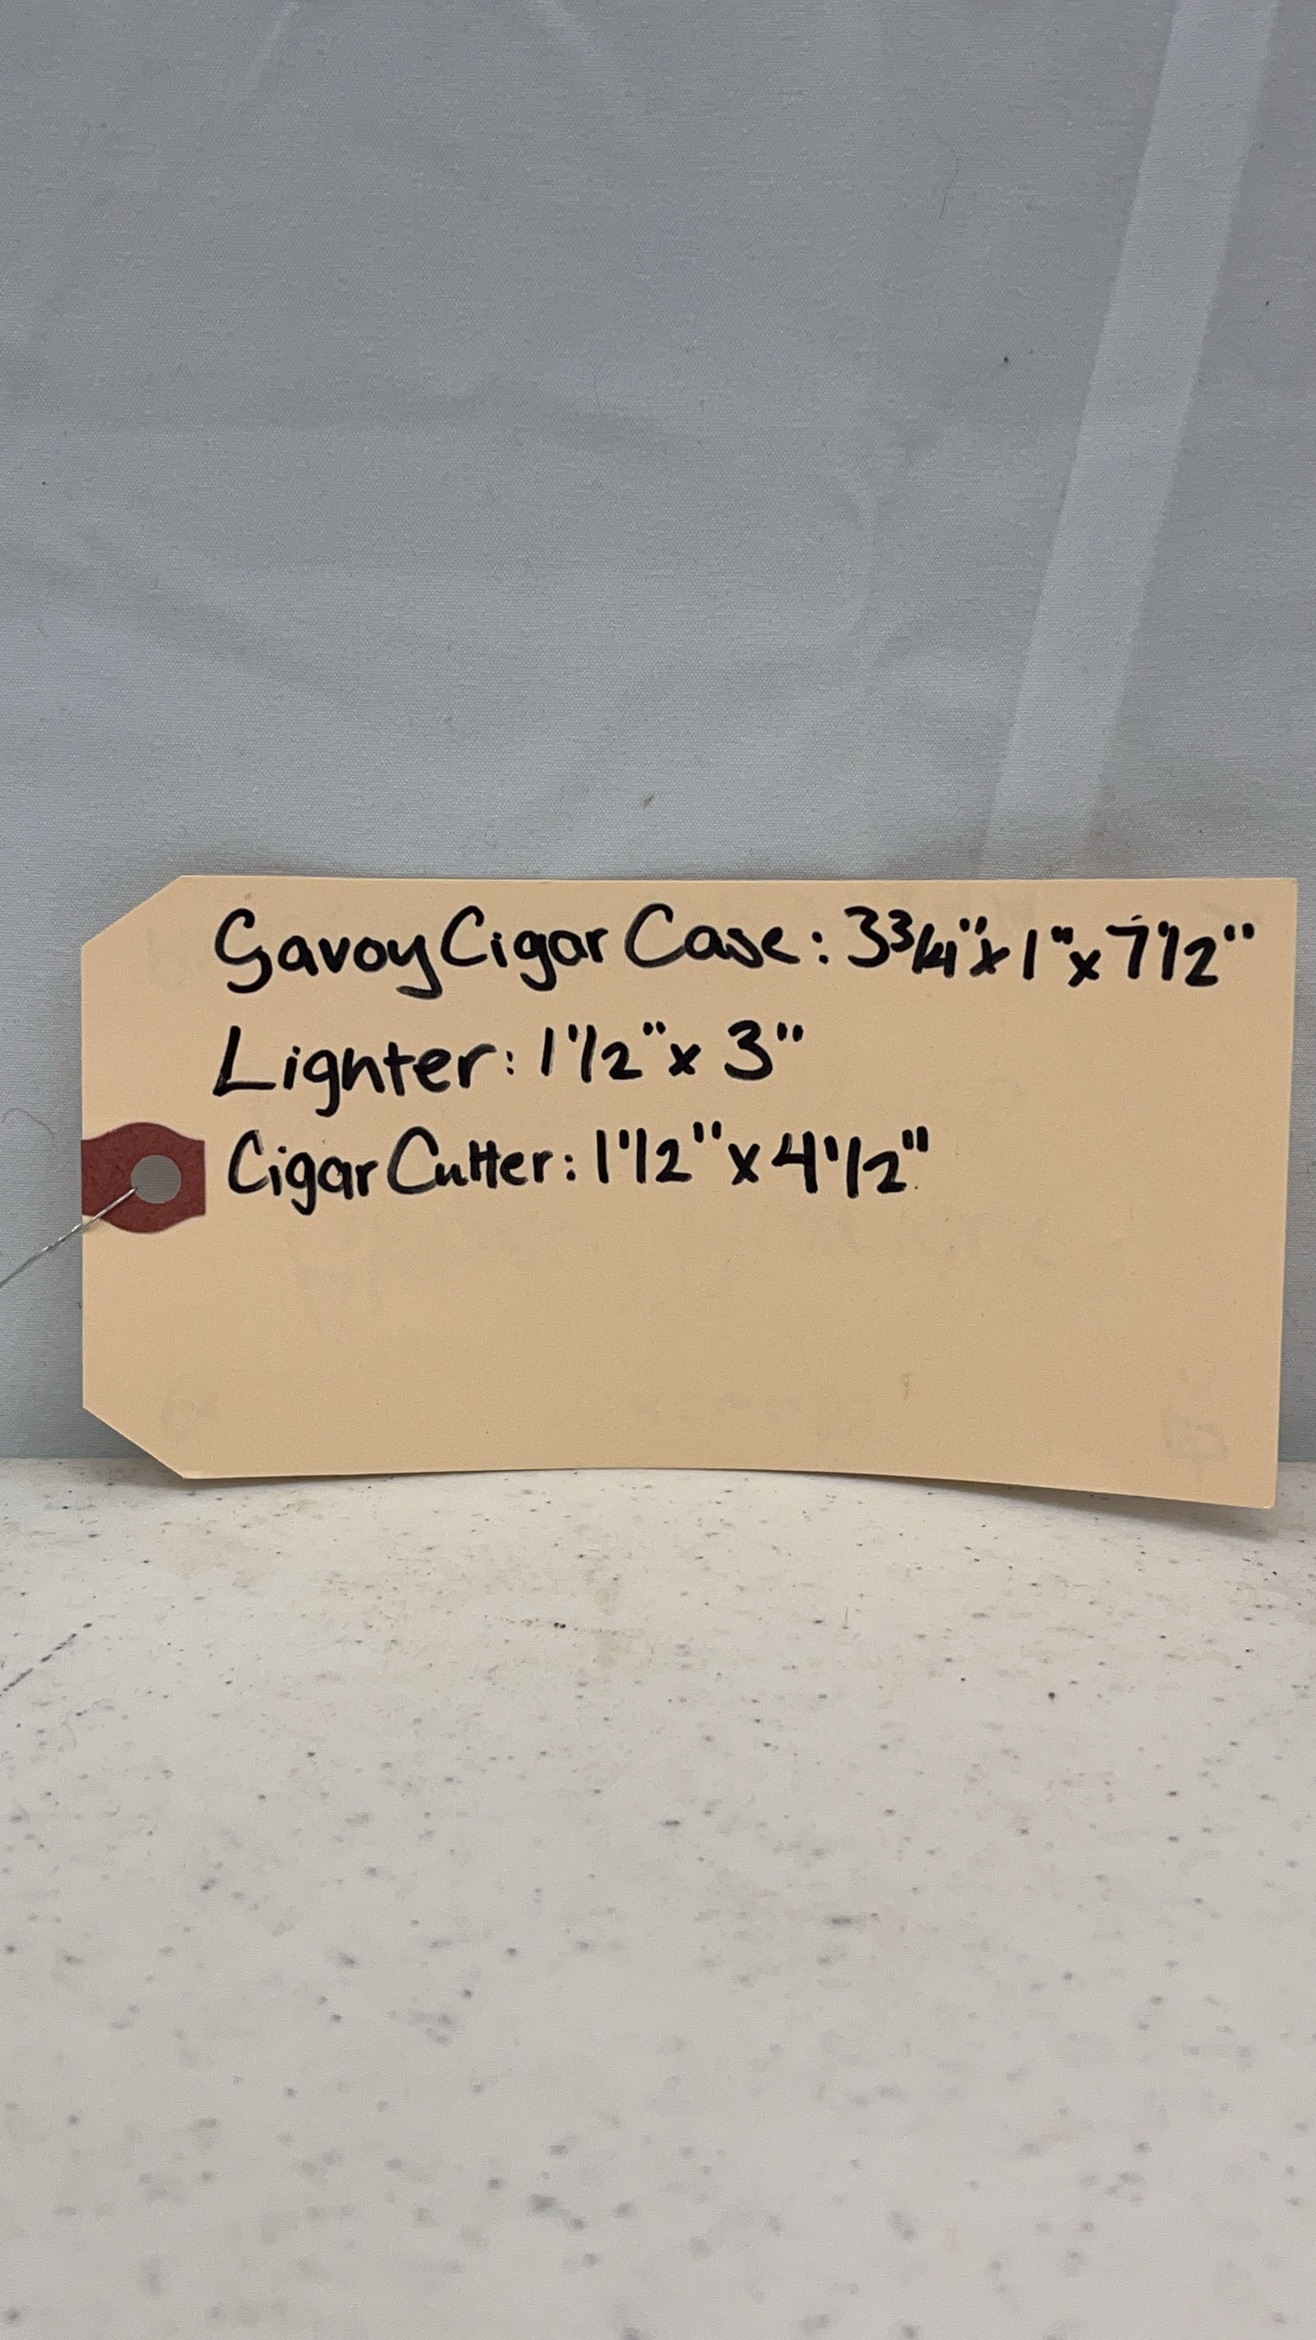 Savoy Cigar Case: 3 3/4" x 1" x 7 1/2"
Lighter: 1 1/2" x 3"
Cigar Cutter: 1 1/2" x 4 1/2"